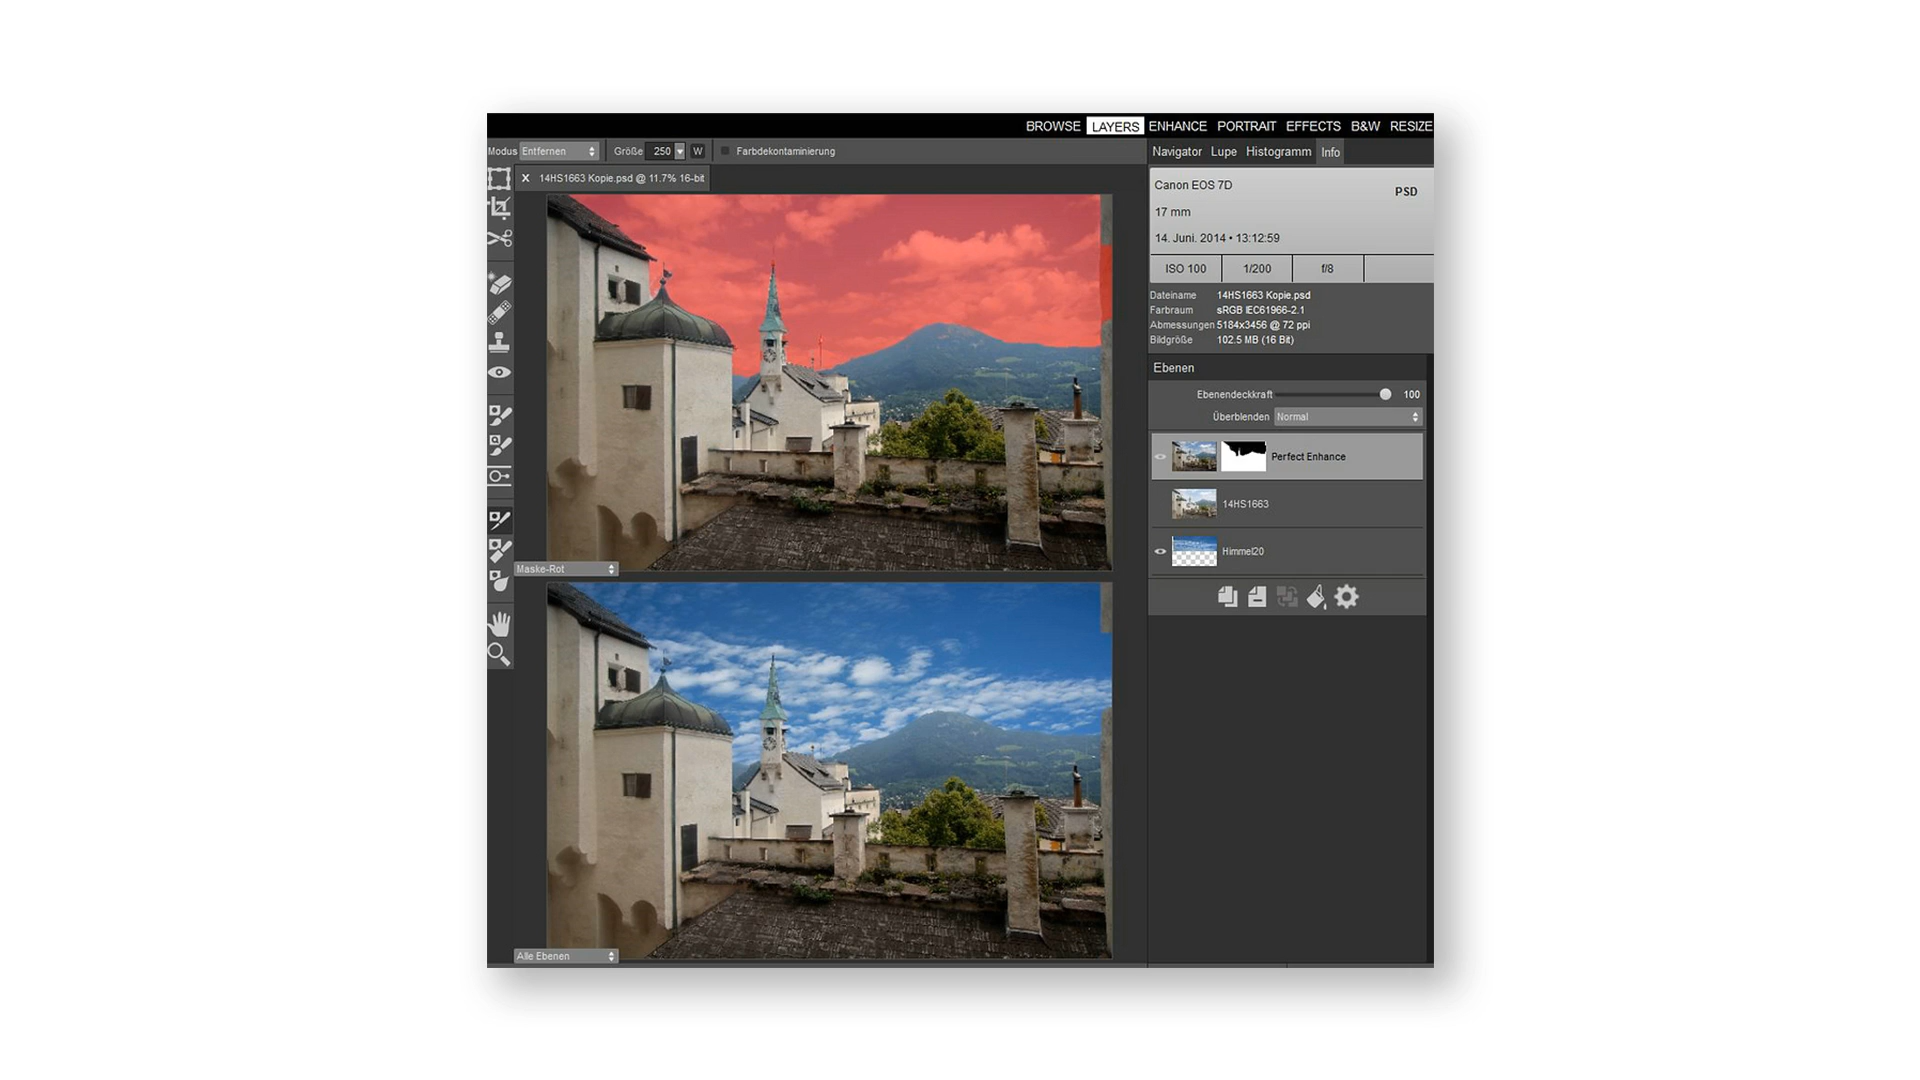 BROWSE LAYERS ENHANCE PORTRAIT EFFECTS B&W RESIZE
Modus Entfernen Größe 250 W Farbdekontaminierung
Navigator Lupe Histogramm Info
X 14HS1663 Kopie.psd @ 11.7% 16-bit
Canon EOS 7D
PSD
17 mm
14. Juni. 2014 • 13:12:59
ISO 100 1/200 f/8
Dateiname 14HS1663 Kopie.psd
Farbraum sRGB IEC61966-2.1
Abmessungen 5184x3456 @ 72 ppi
Bildgröße 102.5 MB (16 Bit)
Ebenen
Ebenendeckkraft 100
Überblenden Normal
Perfect Enhance
14HS1663
Himmel20
Maske-Rot
Alle Ebenen